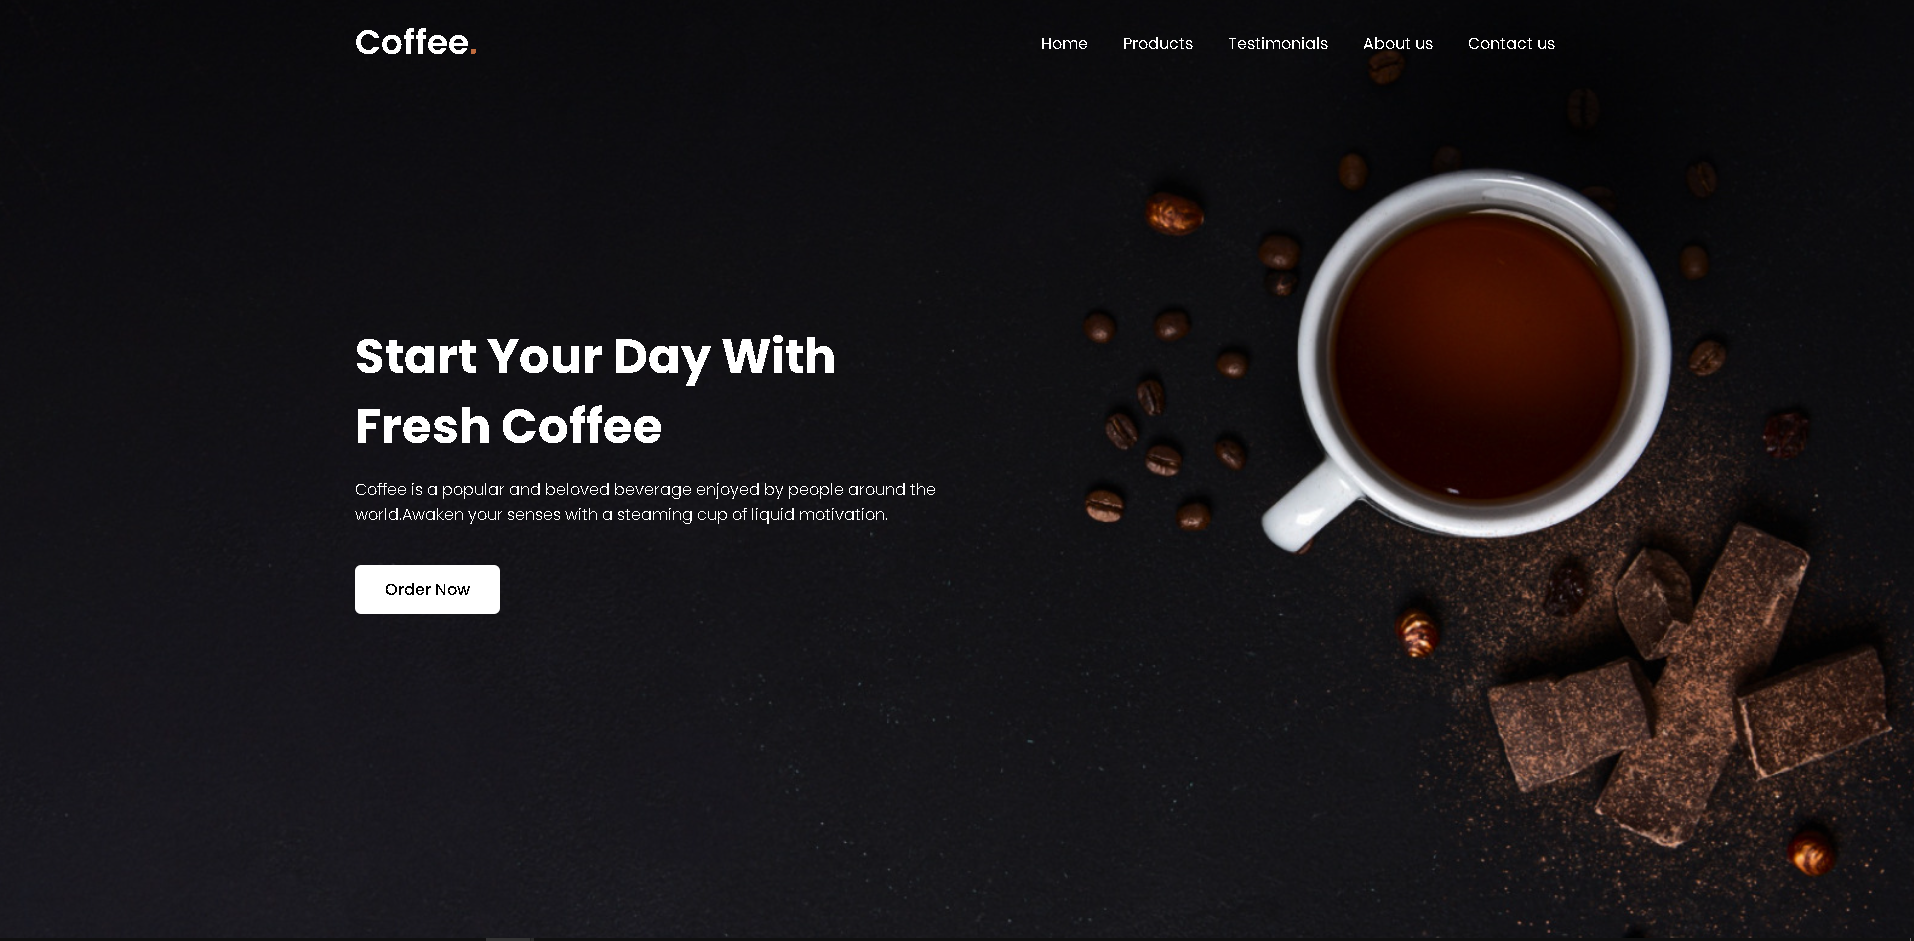 Coffee.
Home Products Testimonials About us Contact us
Start Your Day With
Fresh Coffee
Coffee is a popular and beloved beverage enjoyed by people around the
world.Awaken your senses with a steaming cup of liquid motivation.
Order Now